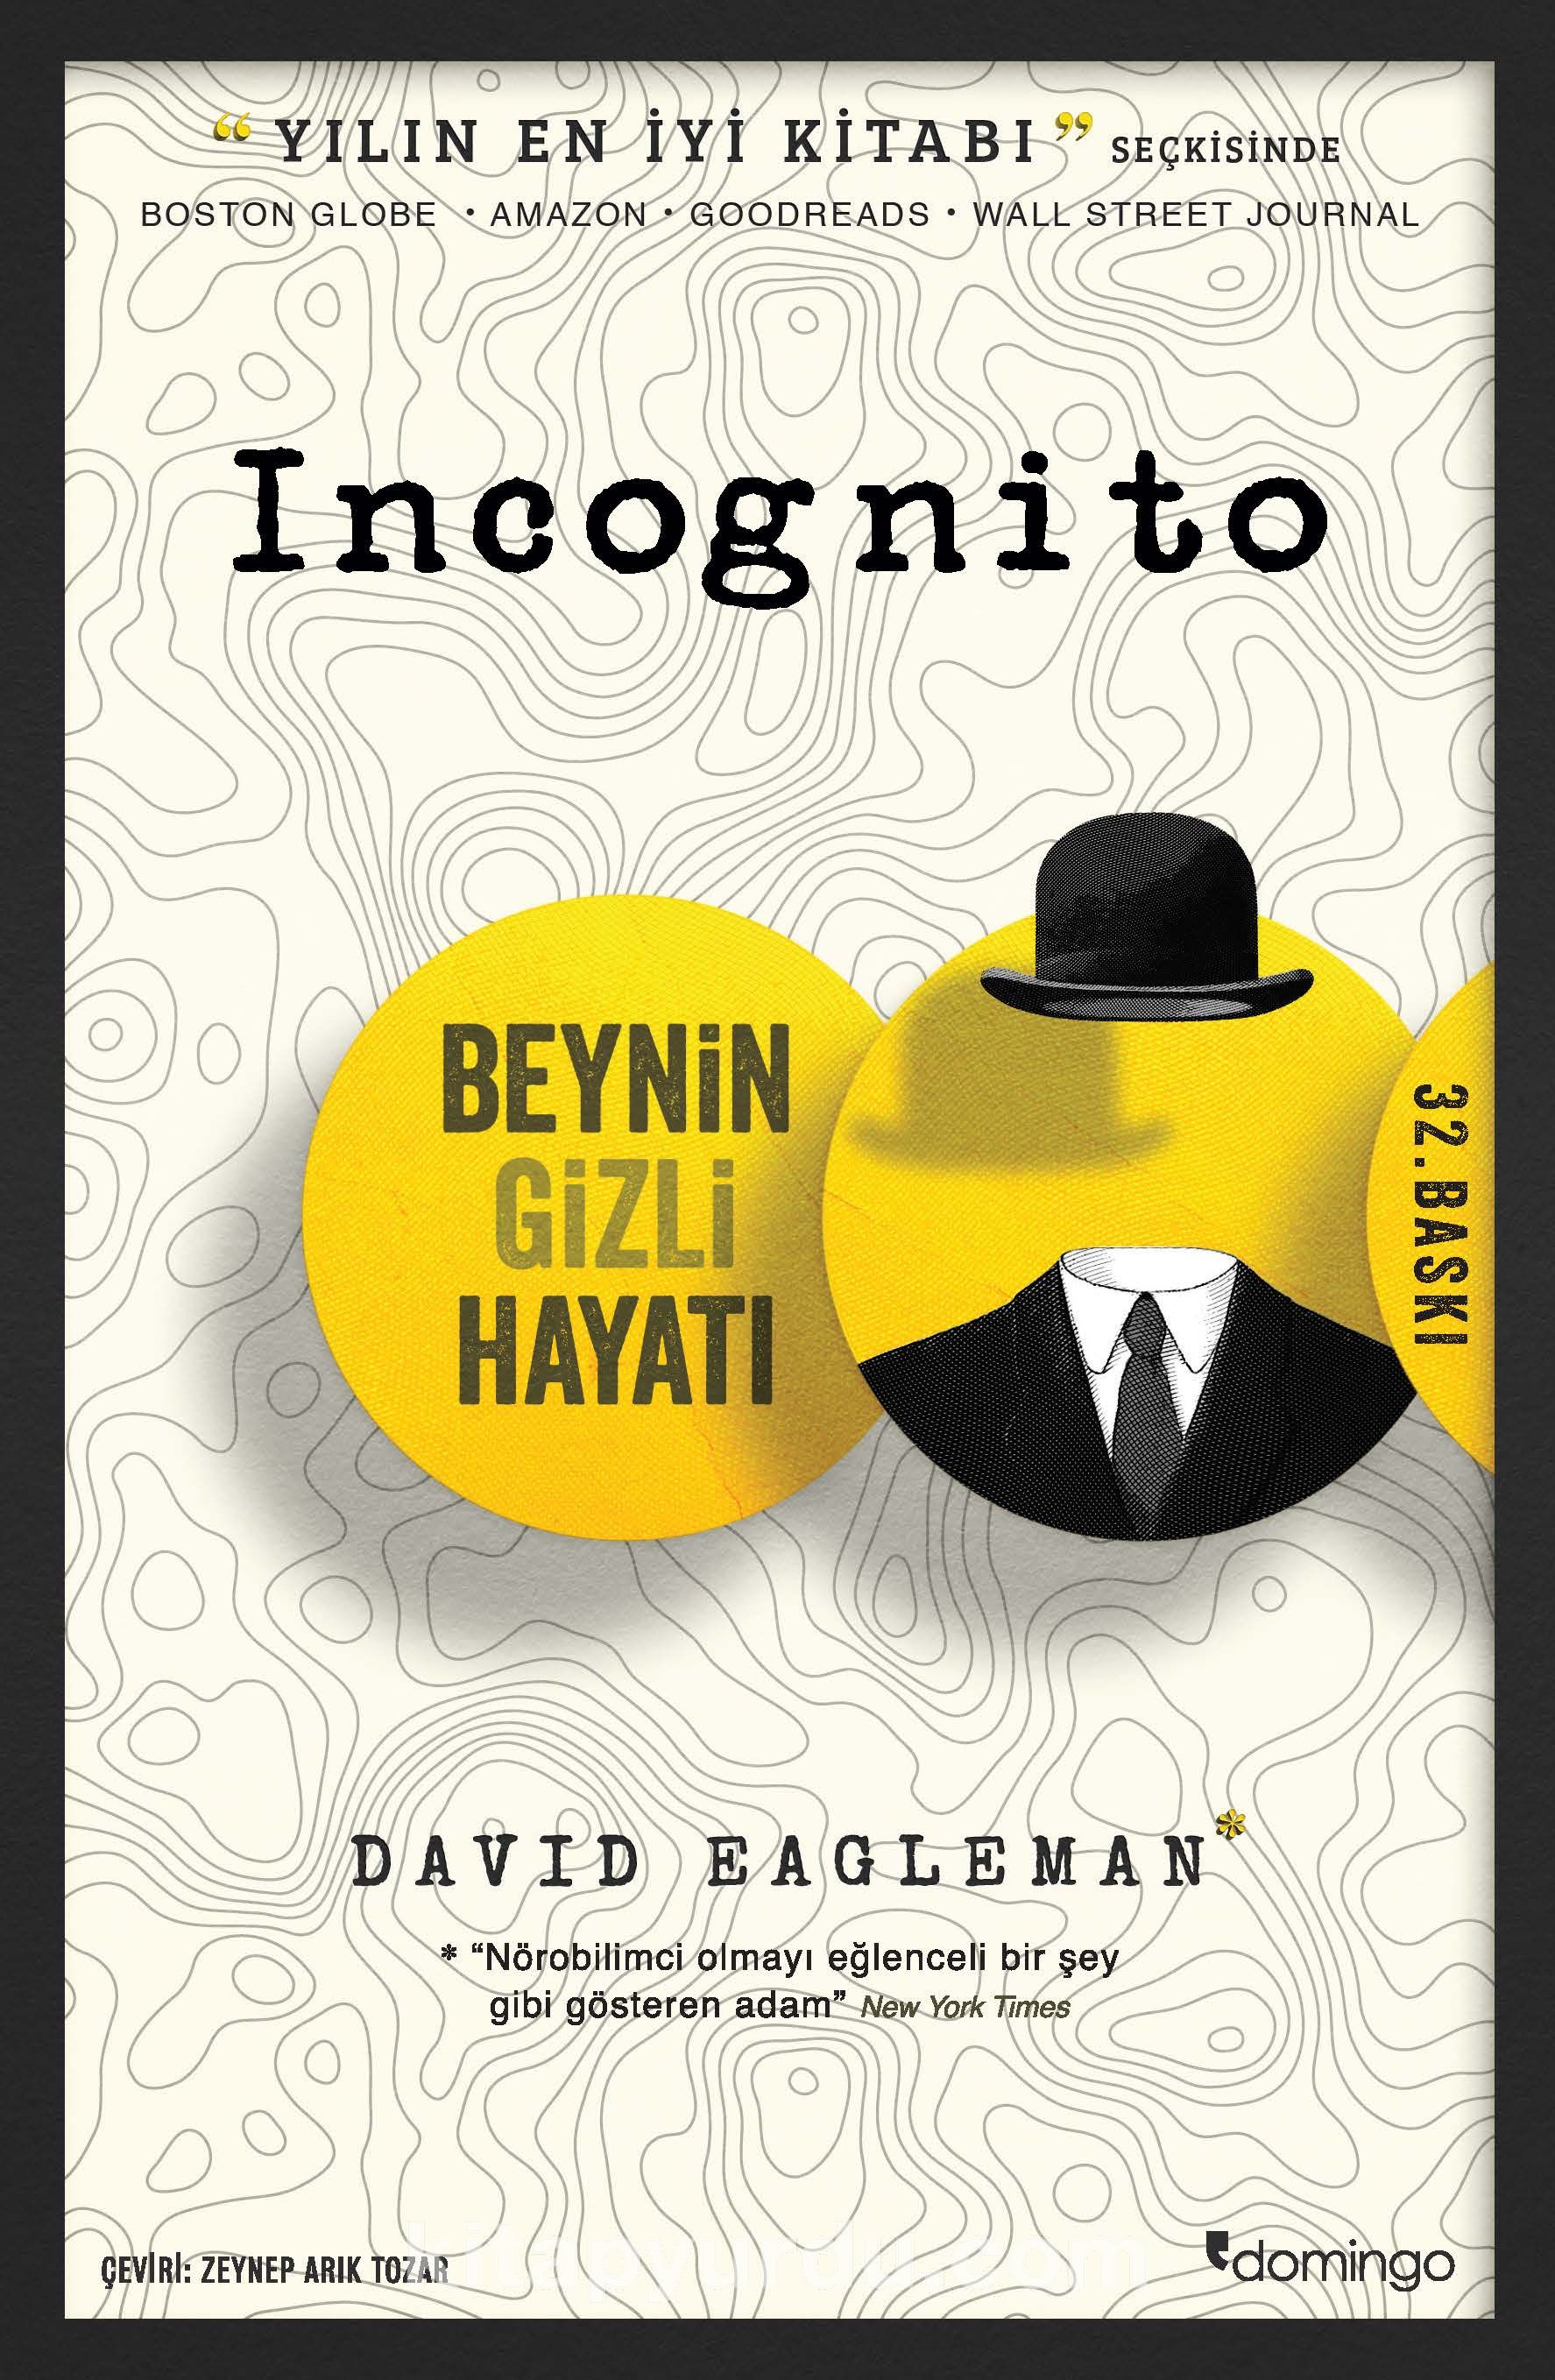 “ YILIN EN İYİ KİTABI ” SEÇKİSİNDE
BOSTON GLOBE • AMAZON • GOODREADS • WALL STREET JOURNAL
Incognito
BEYNİN
GİZLİ
HAYATI
32. BASKI
DAVID EAGLEMAN*
* “Nörobilimci olmayı eğlenceli bir şey
gibi gösteren adam” New York Times
ÇEVİRİ: ZEYNEP ARIK TOZAR
kitapyurdu.com
domingo